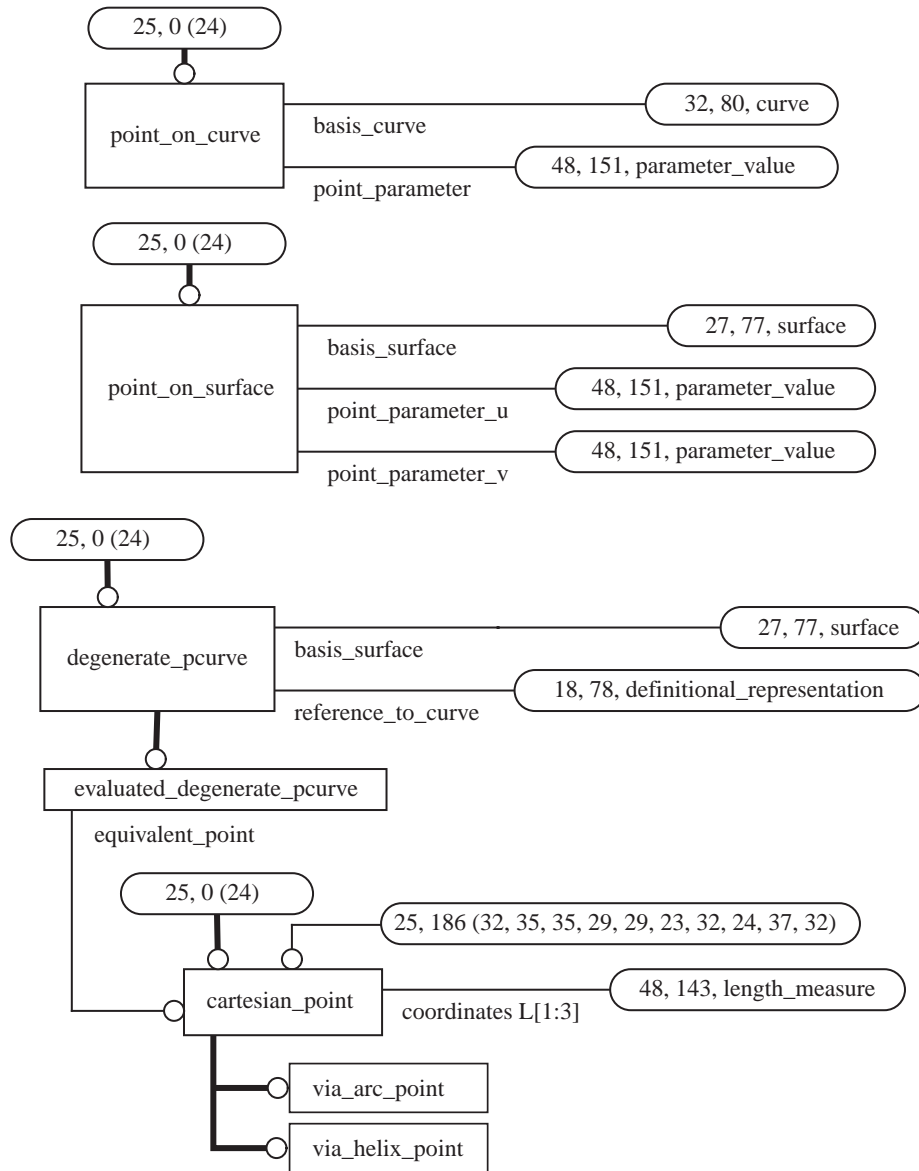 25, 0 (24)
point_on_curve
basis_curve
32, 80, curve
point_parameter
48, 151, parameter_value
25, 0 (24)
point_on_surface
basis_surface
27, 77, surface
point_parameter_u
48, 151, parameter_value
point_parameter_v
48, 151, parameter_value
25, 0 (24)
degenerate_pcurve
basis_surface
27, 77, surface
reference_to_curve
18, 78, definitional_representation
evaluated_degenerate_pcurve
equivalent_point
25, 0 (24)
25, 186 (32, 35, 35, 29, 29, 23, 32, 24, 37, 32)
cartesian_point
coordinates L[1:3]
48, 143, length_measure
via_arc_point
via_helix_point